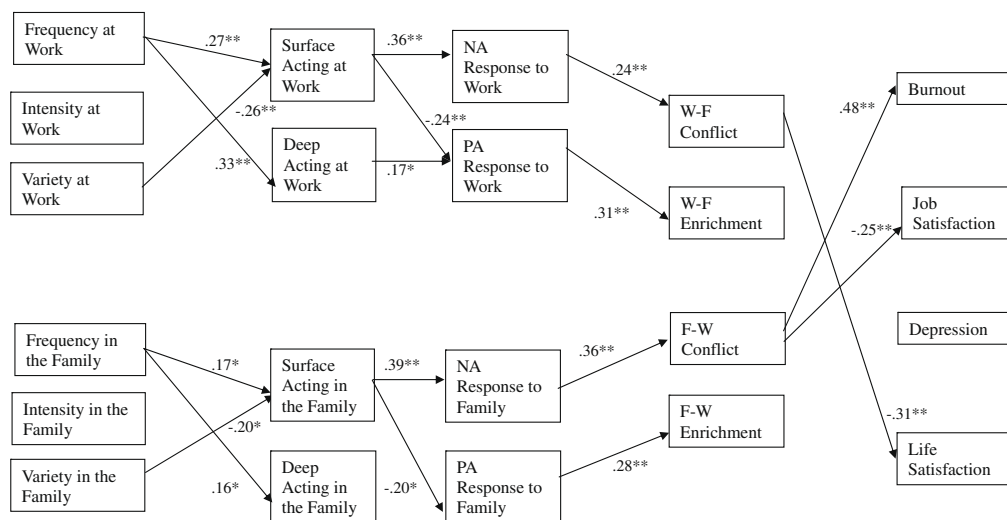 Frequency at
Work
Intensity at
Work
Variety at
Work
.27**
-.26**
.33**
Surface
Acting at
Work
Deep
Acting at
Work
.36**
-.24**
.17*
NA
Response to
Work
PA
Response to
Work
.24**
.31**
W-F
Conflict
W-F
Enrichment
Burnout
.48**
Job
Satisfaction
-.25**
Depression
-.31**
Life
Satisfaction
Frequency in
the Family
Intensity in the
Family
Variety in the
Family
.17*
-.20*
.16*
Surface
Acting in
the Family
Deep
Acting in
the Family
.39**
-.20*
NA
Response to
Family
PA
Response to
Family
.36**
.28**
F-W
Conflict
F-W
Enrichment